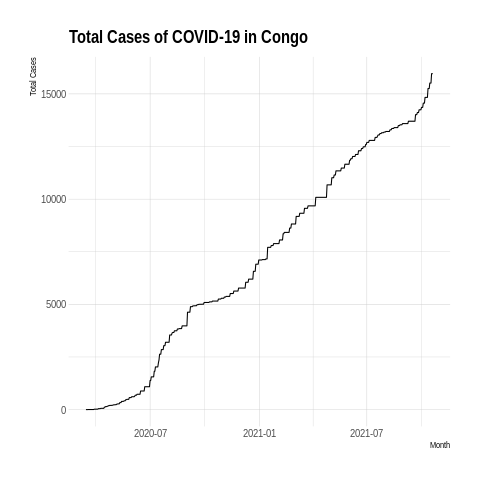 Total Cases of COVID-19 in Congo
Total Cases
15000
10000
5000
0
2020-07
2021-01
2021-07
Month